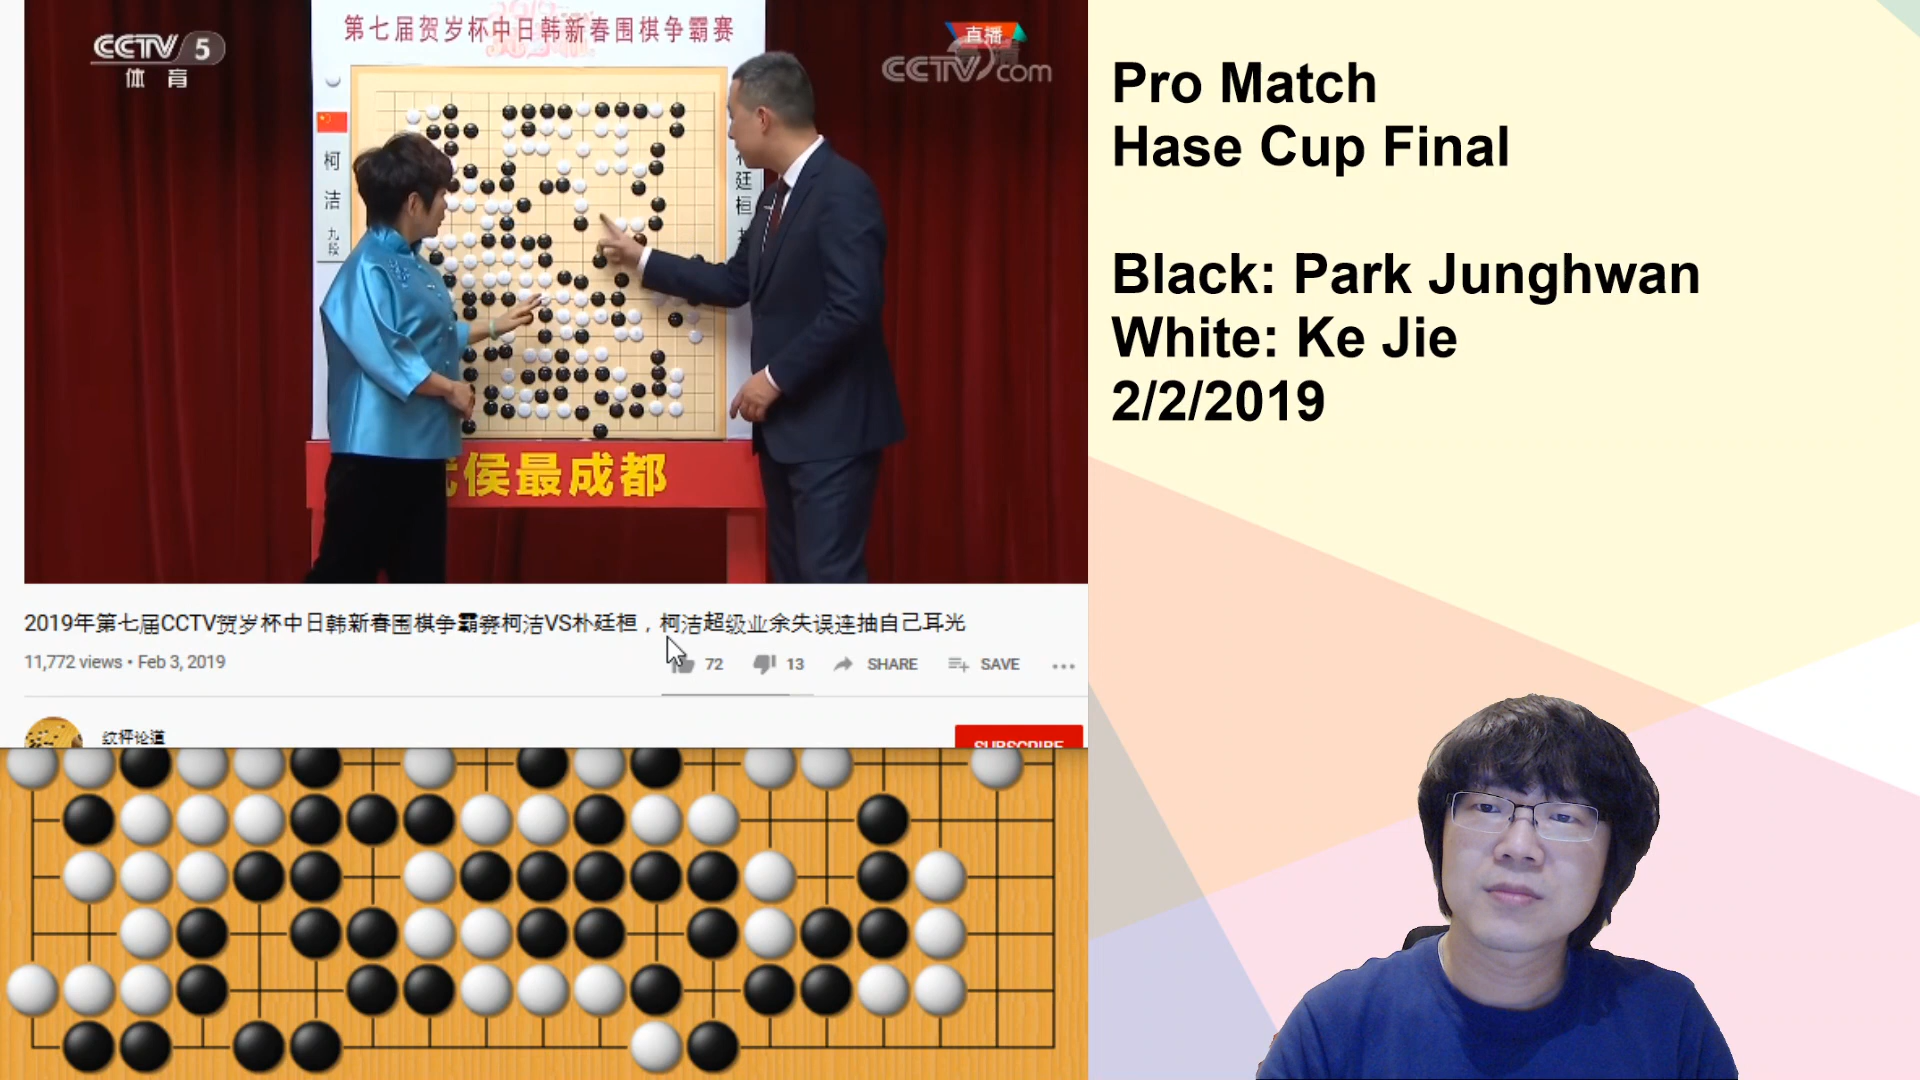 第七届贺岁杯中日韩新春围棋争霸赛
CCTV 5
体育
直播
CCTV.com
柯
洁
九
段
廷
桓
侯最成都
2019年第七届CCTV贺岁杯中日韩新春围棋争霸赛柯洁VS朴廷桓，柯洁超级业余失误连抽自己耳光
11,772 views • Feb 3, 2019
72
13
SHARE
SAVE
纹枰论道
SUBSCRIBE
Pro Match
Hase Cup Final
Black: Park Junghwan
White: Ke Jie
2/2/2019